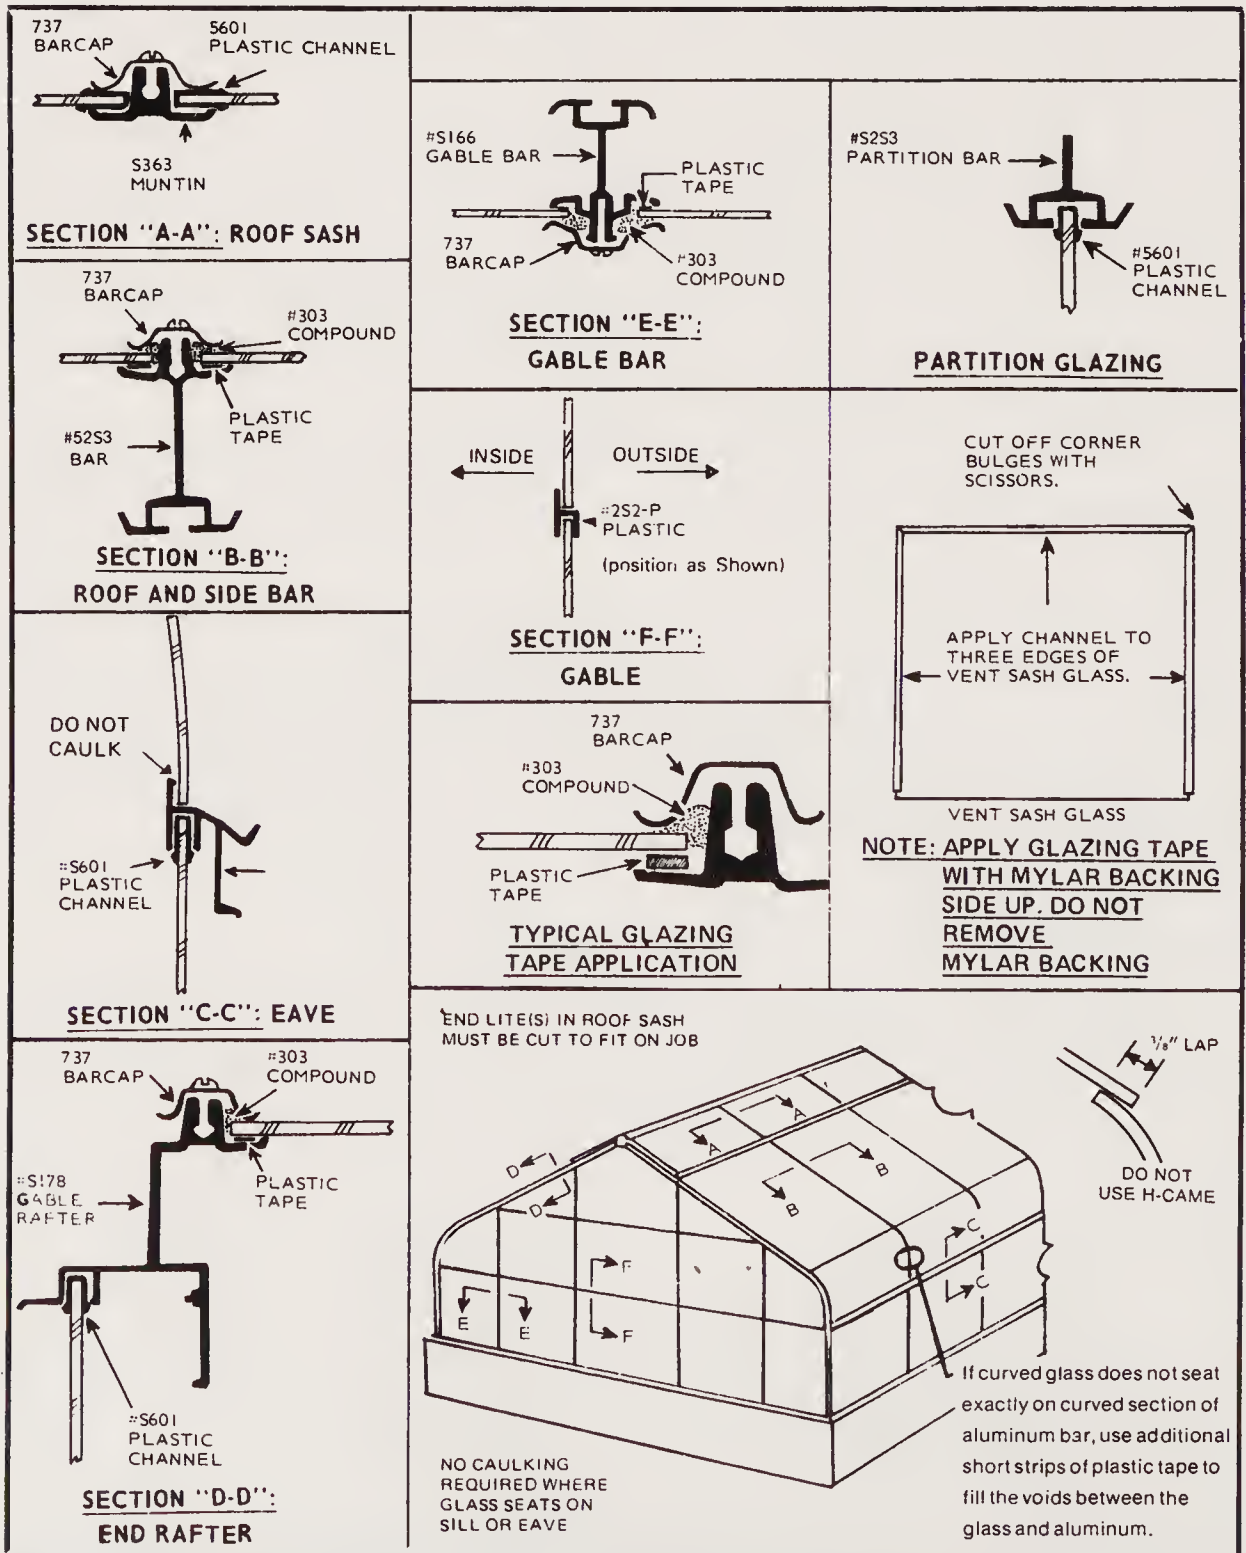 737
BARCAP
5601
PLASTIC CHANNEL
S363
MUNTIN
SECTION "A-A": ROOF SASH
737
BARCAP
#303
COMPOUND
PLASTIC
TAPE
#52S3
BAR
SECTION "B-B":
ROOF AND SIDE BAR
DO NOT
CAULK
#S601
PLASTIC
CHANNEL
SECTION "C-C": EAVE
737
BARCAP
#303
COMPOUND
PLASTIC
TAPE
#S178
GABLE
RAFTER
#S601
PLASTIC
CHANNEL
SECTION "D-D":
END RAFTER
#S166
GABLE BAR
PLASTIC
TAPE
737
BARCAP
#303
COMPOUND
SECTION "E-E":
GABLE BAR
#S2S3
PARTITION BAR
#5601
PLASTIC
CHANNEL
PARTITION GLAZING
INSIDE
OUTSIDE
#2S2-P
PLASTIC
(position as Shown)
SECTION "F-F":
GABLE
CUT OFF CORNER
BULGES WITH
SCISSORS.
APPLY CHANNEL TO
THREE EDGES OF
VENT SASH GLASS.
VENT SASH GLASS
NOTE: APPLY GLAZING TAPE
WITH MYLAR BACKING
SIDE UP. DO NOT
REMOVE
MYLAR BACKING
737
BARCAP
#303
COMPOUND
PLASTIC
TAPE
TYPICAL GLAZING
TAPE APPLICATION
END LITE(S) IN ROOF SASH
MUST BE CUT TO FIT ON JOB
LAP
DO NOT
USE H-CAME
A
A
B
B
C
C
D
D
E
E
F
F
If curved glass does not seat
exactly on curved section of
aluminum bar, use additional
short strips of plastic tape to
fill the voids between the
glass and aluminum.
NO CAULKING
REQUIRED WHERE
GLASS SEATS ON
SILL OR EAVE